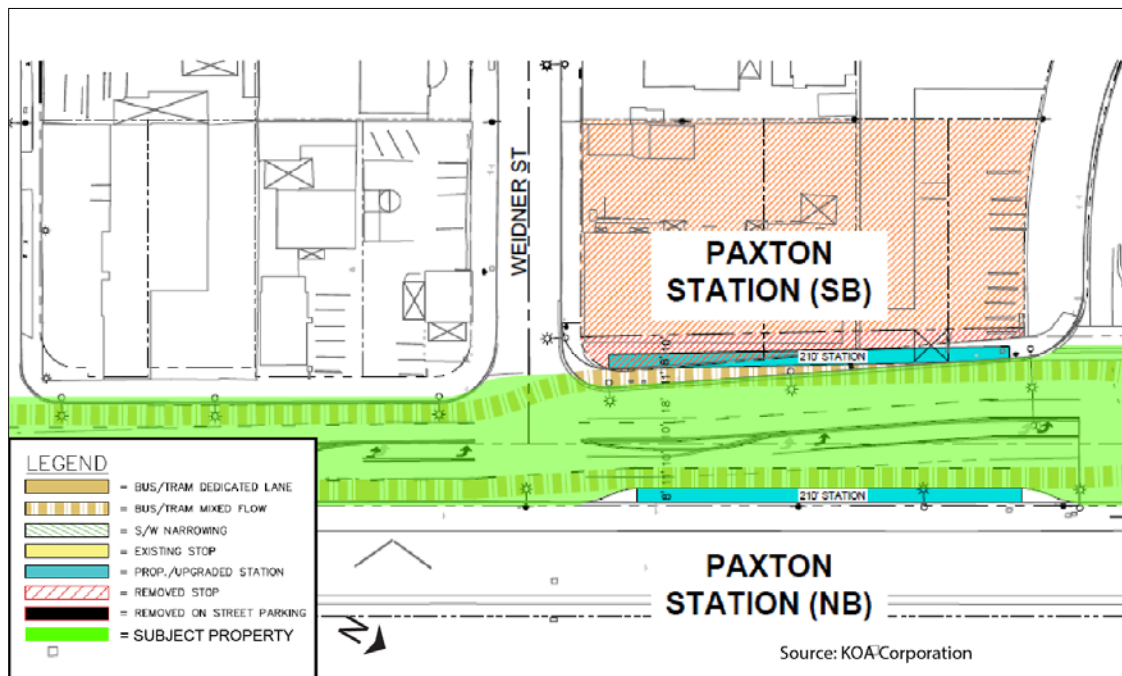 WEIDNER ST
PAXTON
STATION (SB)
210' STATION
210' STATION
LEGEND
= BUS/TRAM DEDICATED LANE
= BUS/TRAM MIXED FLOW
= S/W NARROWING
= EXISTING STOP
= PROP./UPGRADED STATION
= REMOVED STOP
= REMOVED ON STREET PARKING
= SUBJECT PROPERTY
N
PAXTON
STATION (NB)
Source: KOA Corporation